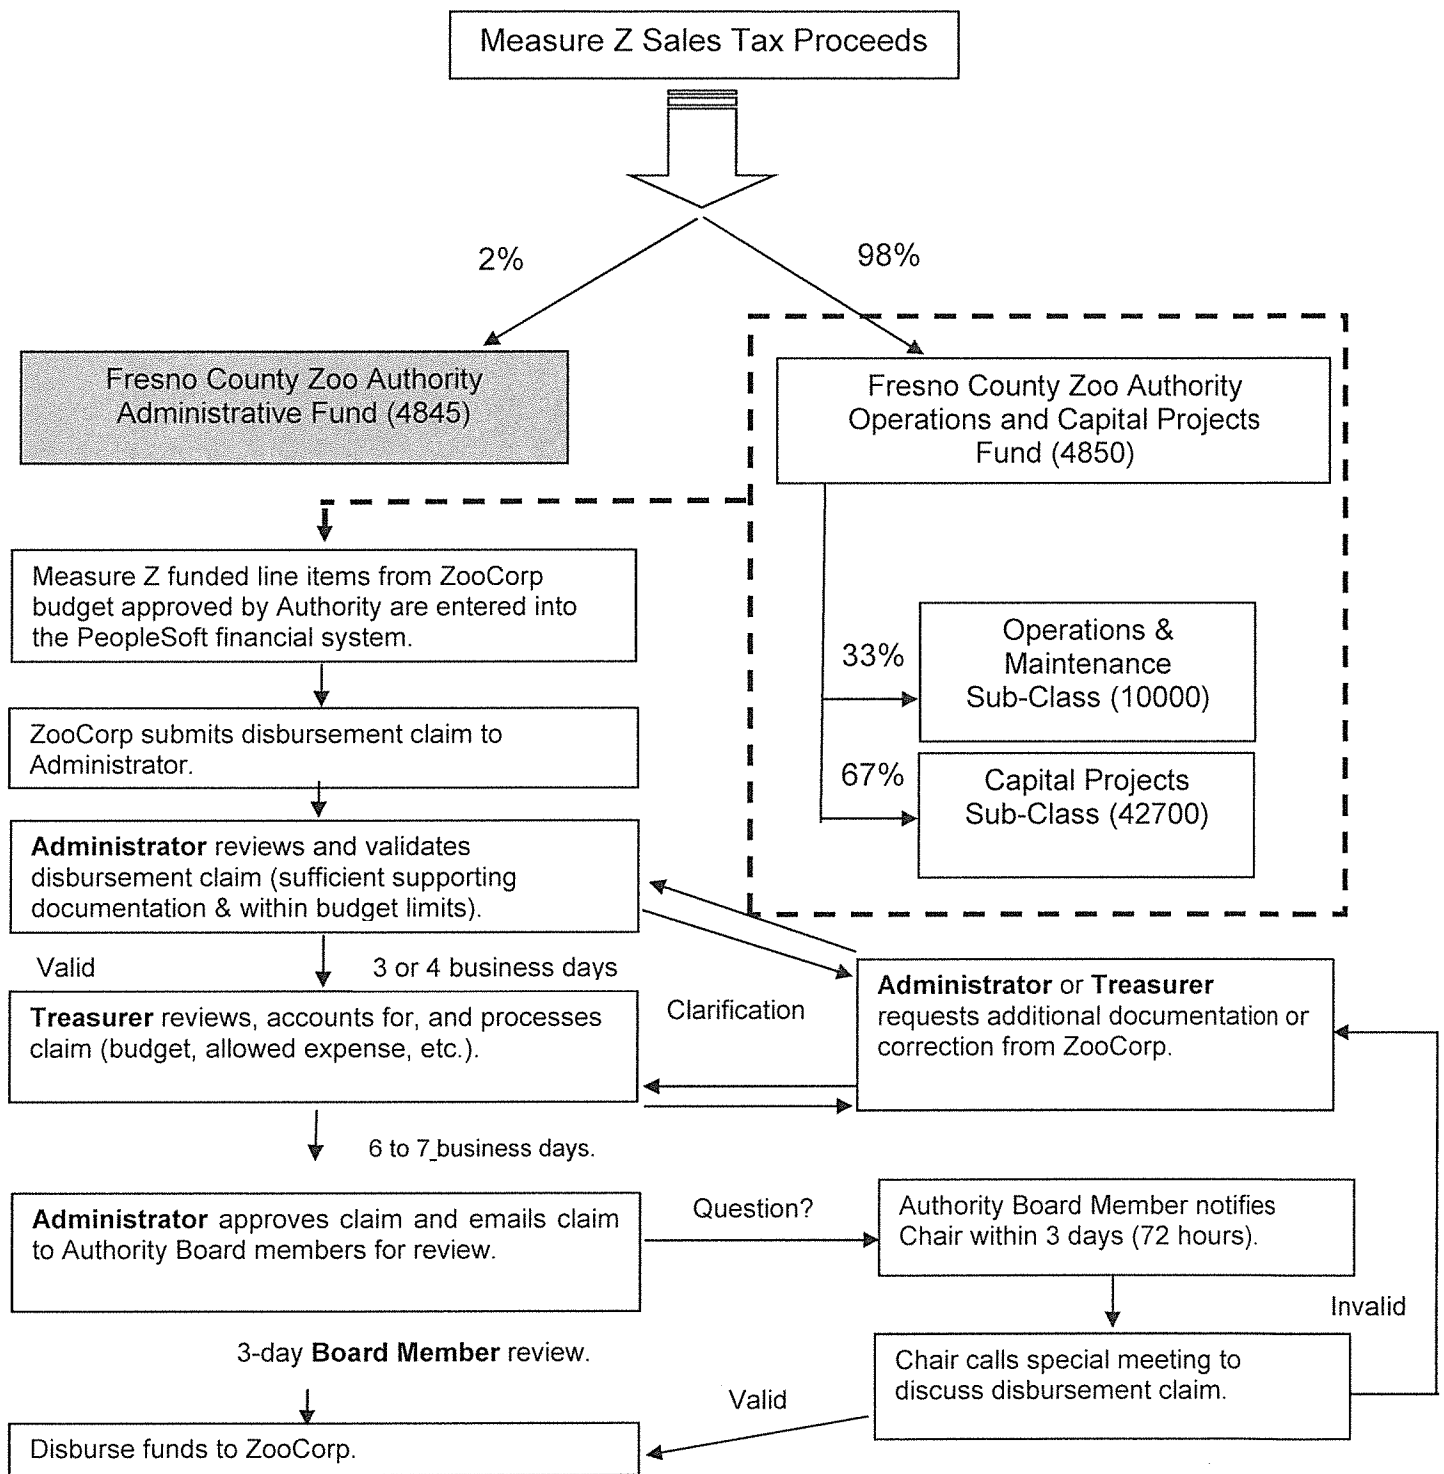 Measure Z Sales Tax Proceeds
2%
98%
Fresno County Zoo Authority
Administrative Fund (4845)
Fresno County Zoo Authority
Operations and Capital Projects
Fund (4850)
Measure Z funded line items from ZooCorp
budget approved by Authority are entered into
the PeopleSoft financial system.
33%
Operations &
Maintenance
Sub-Class (10000)
ZooCorp submits disbursement claim to
Administrator.
67%
Capital Projects
Sub-Class (42700)
Administrator reviews and validates
disbursement claim (sufficient supporting
documentation & within budget limits).
Valid
3 or 4 business days
Administrator or Treasurer
requests additional documentation or
correction from ZooCorp.
Clarification
Treasurer reviews, accounts for, and processes
claim (budget, allowed expense, etc.).
6 to 7 business days.
Administrator approves claim and emails claim
to Authority Board members for review.
Question?
Authority Board Member notifies
Chair within 3 days (72 hours).
Invalid
3-day Board Member review.
Chair calls special meeting to
discuss disbursement claim.
Valid
Disburse funds to ZooCorp.